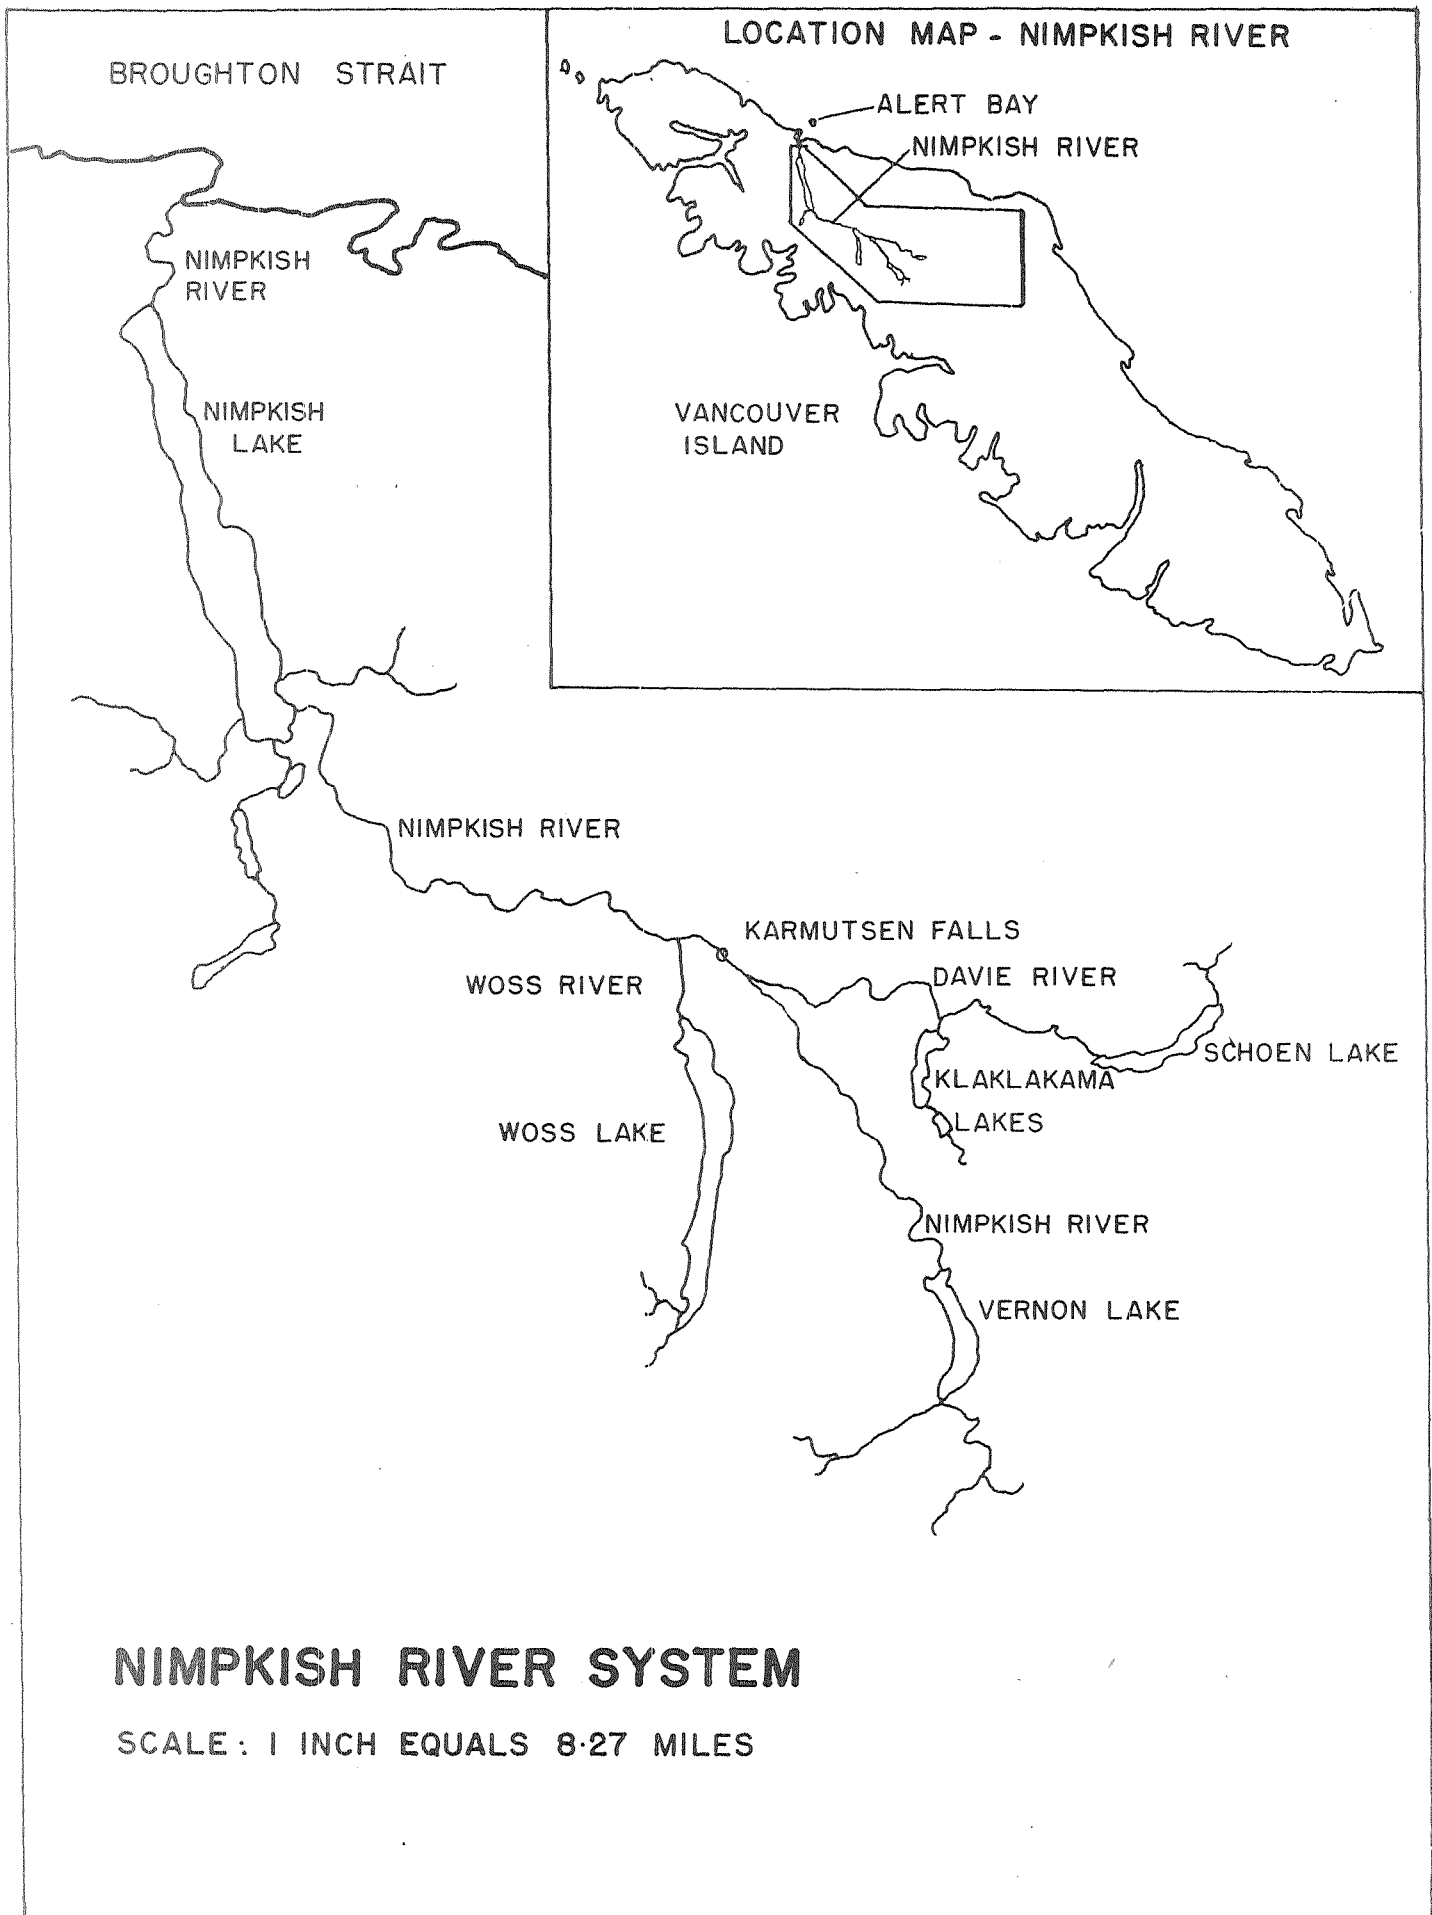 LOCATION MAP - NIMPKISH RIVER
BROUGHTON STRAIT
ALERT BAY
NIMPKISH RIVER
NIMPKISH
RIVER
NIMPKISH
LAKE
VANCOUVER
ISLAND
NIMPKISH RIVER
KARMUTSEN FALLS
WOSS RIVER
DAVIE RIVER
SCHOEN LAKE
KLAKLAKAMA
LAKES
WOSS LAKE
NIMPKISH RIVER
VERNON LAKE
NIMPKISH RIVER SYSTEM
SCALE: 1 INCH EQUALS 8·27 MILES